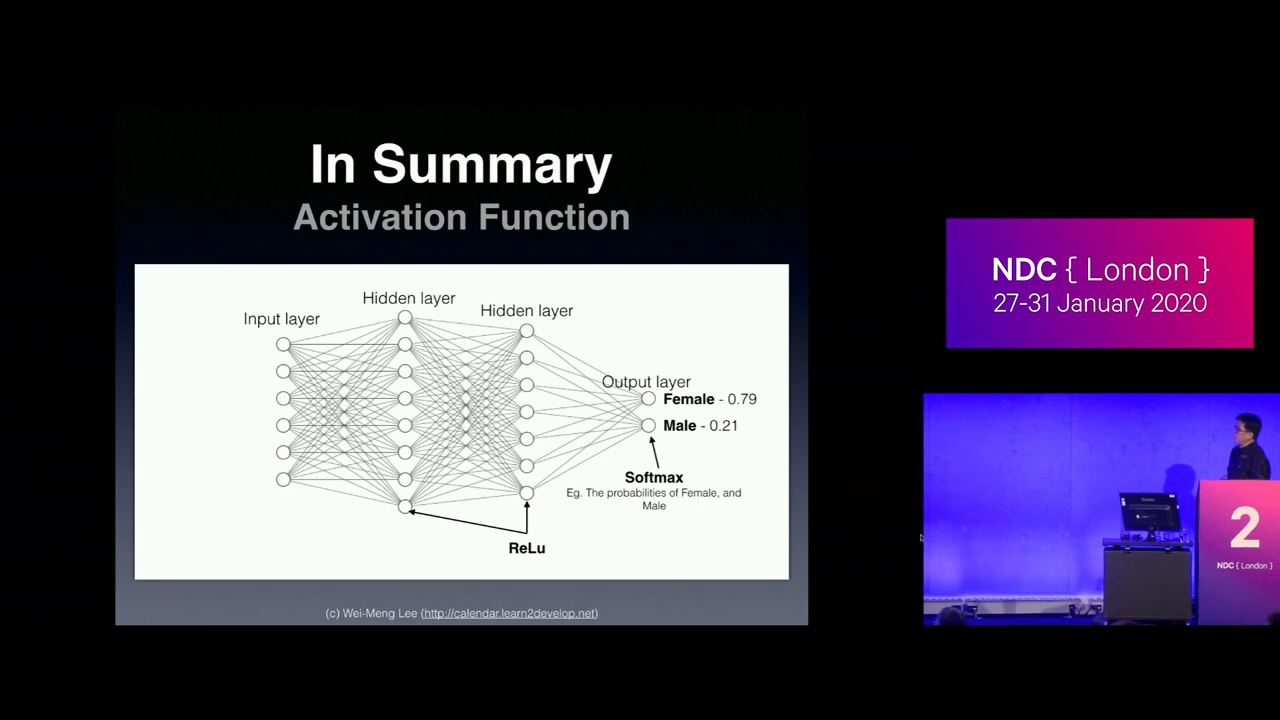 In Summary
Activation Function
Hidden layer
Hidden layer
Input layer
Output layer
Female - 0.79
Male - 0.21
Softmax
Eg. The probabilities of Female, and
Male
ReLu
(c) Wei-Meng Lee (http://calendar.learn2develop.net)
NDC { London }
27-31 January 2020
2
NDC { London }